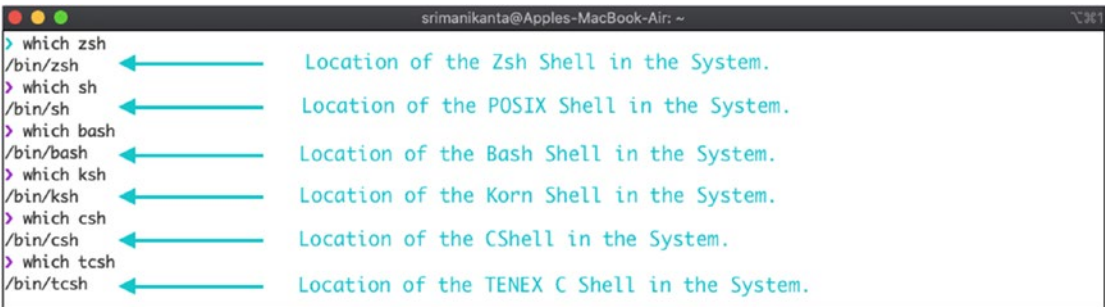 srimanikanta@Apples-MacBook-Air: ~ ⌥⌘1
❯ which zsh
/bin/zsh Location of the Zsh Shell in the System.
❯ which sh
/bin/sh Location of the POSIX Shell in the System.
❯ which bash
/bin/bash Location of the Bash Shell in the System.
❯ which ksh
/bin/ksh Location of the Korn Shell in the System.
❯ which csh
/bin/csh Location of the CShell in the System.
❯ which tcsh
/bin/tcsh Location of the TENEX C Shell in the System.